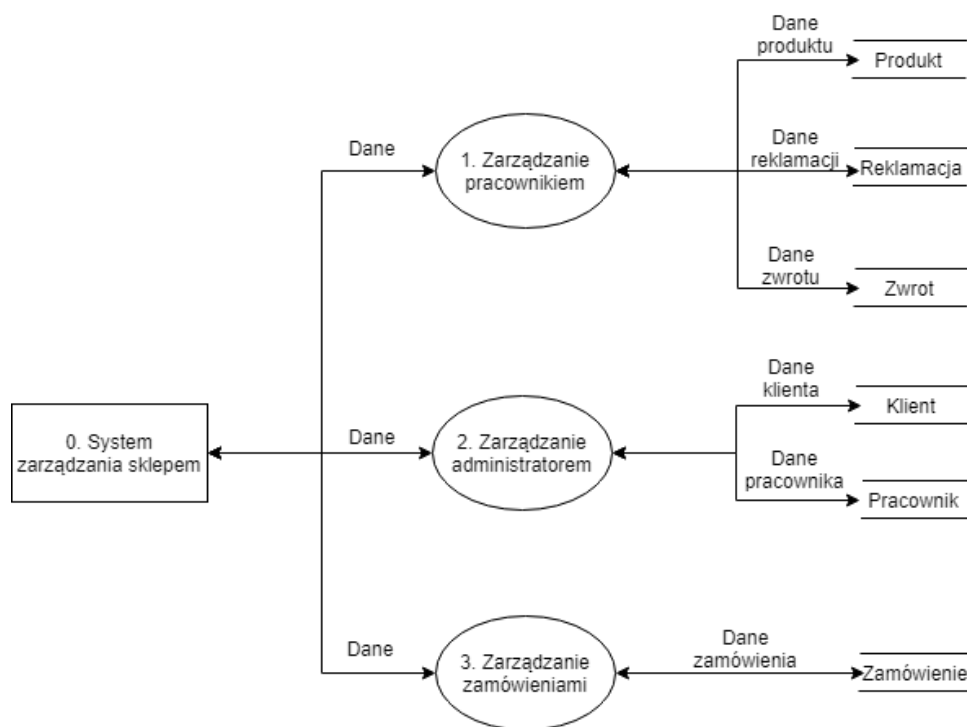 Dane
produktu
Produkt
Dane
1. Zarządzanie
pracownikiem
Dane
reklamacji
Reklamacja
Dane
zwrotu
Zwrot
Dane
klienta
Klient
0. System
zarządzania sklepem
Dane
2. Zarządzanie
administratorem
Dane
pracownika
Pracownik
Dane
3. Zarządzanie
zamówieniami
Dane
zamówienia
Zamówienie